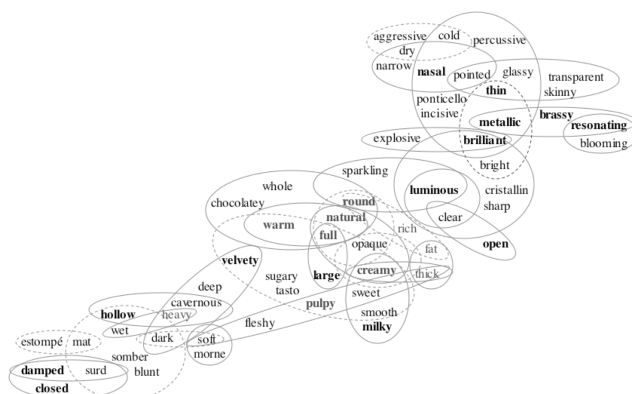 aggressive cold
percussive
dry
narrow
nasal pointed glassy transparent
thin skinny
ponticello
incisive
metallic brassy
resonating
explosive brilliant blooming
bright
sparkling
whole luminous cristallin
chocolatey round sharp
natural clear
warm full rich
opaque fat open
velvety
large creamy thick
sugary
deep tasto sweet
cavernous pulpy
hollow heavy smooth
wet fleshy milky
estompé mat dark soft
somber morne
damped surd blunt
closed